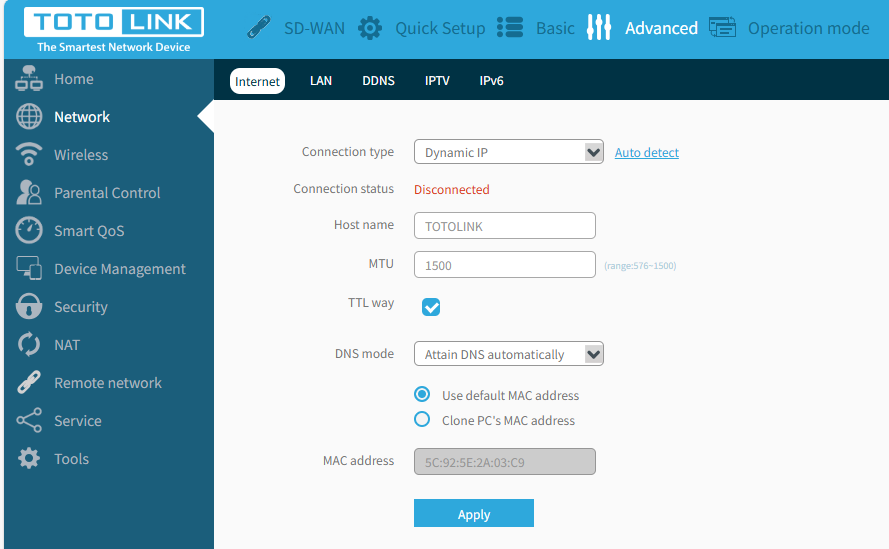 TOTO LINK
The Smartest Network Device
SD-WAN Quick Setup Basic Advanced Operation mode
Home
Network
Wireless
Parental Control
Smart QoS
Device Management
Security
NAT
Remote network
Service
Tools
Internet LAN DDNS IPTV IPv6
Connection type Dynamic IP Auto detect
Connection status Disconnected
Host name TOTOLINK
MTU 1500 (range:576~1500)
TTL way
DNS mode Attain DNS automatically
Use default MAC address
Clone PC's MAC address
MAC address 5C:92:5E:2A:03:C9
Apply